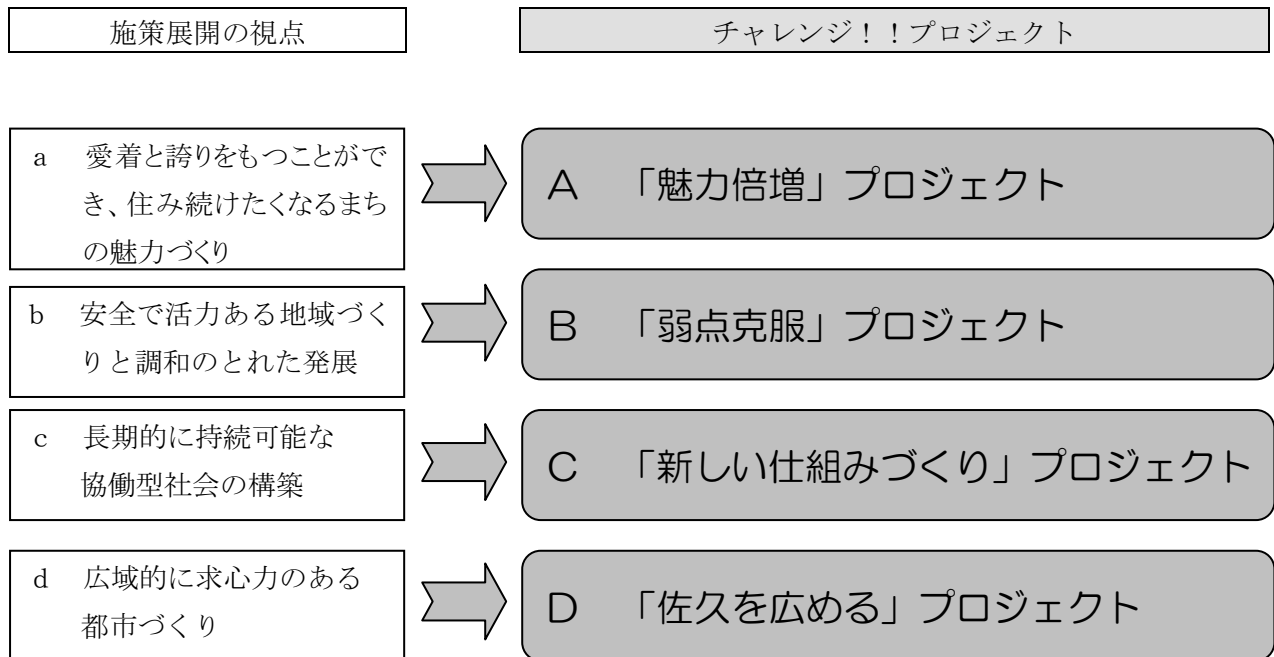 施策展開の視点
チャレンジ！！プロジェクト
a 愛着と誇りをもつことがで
き、住み続けたくなるまち
の魅力づくり
A 「魅力倍増」プロジェクト
b 安全で活力ある地域づく
りと調和のとれた発展
B 「弱点克服」プロジェクト
c 長期的に持続可能な
協働型社会の構築
C 「新しい仕組みづくり」プロジェクト
d 広域的に求心力のある
都市づくり
D 「佐久を広める」プロジェクト